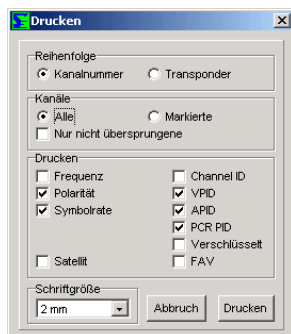 Drucken
Reihenfolge
Kanalnummer Transponder
Kanäle
Alle Markierte
Nur nicht übersprungene
Drucken
Frequenz Channel ID
Polarität VPID
Symbolrate APID
PCR PID
Verschlüsselt
Satellit FAV
Schriftgröße
2 mm Abbruch Drucken